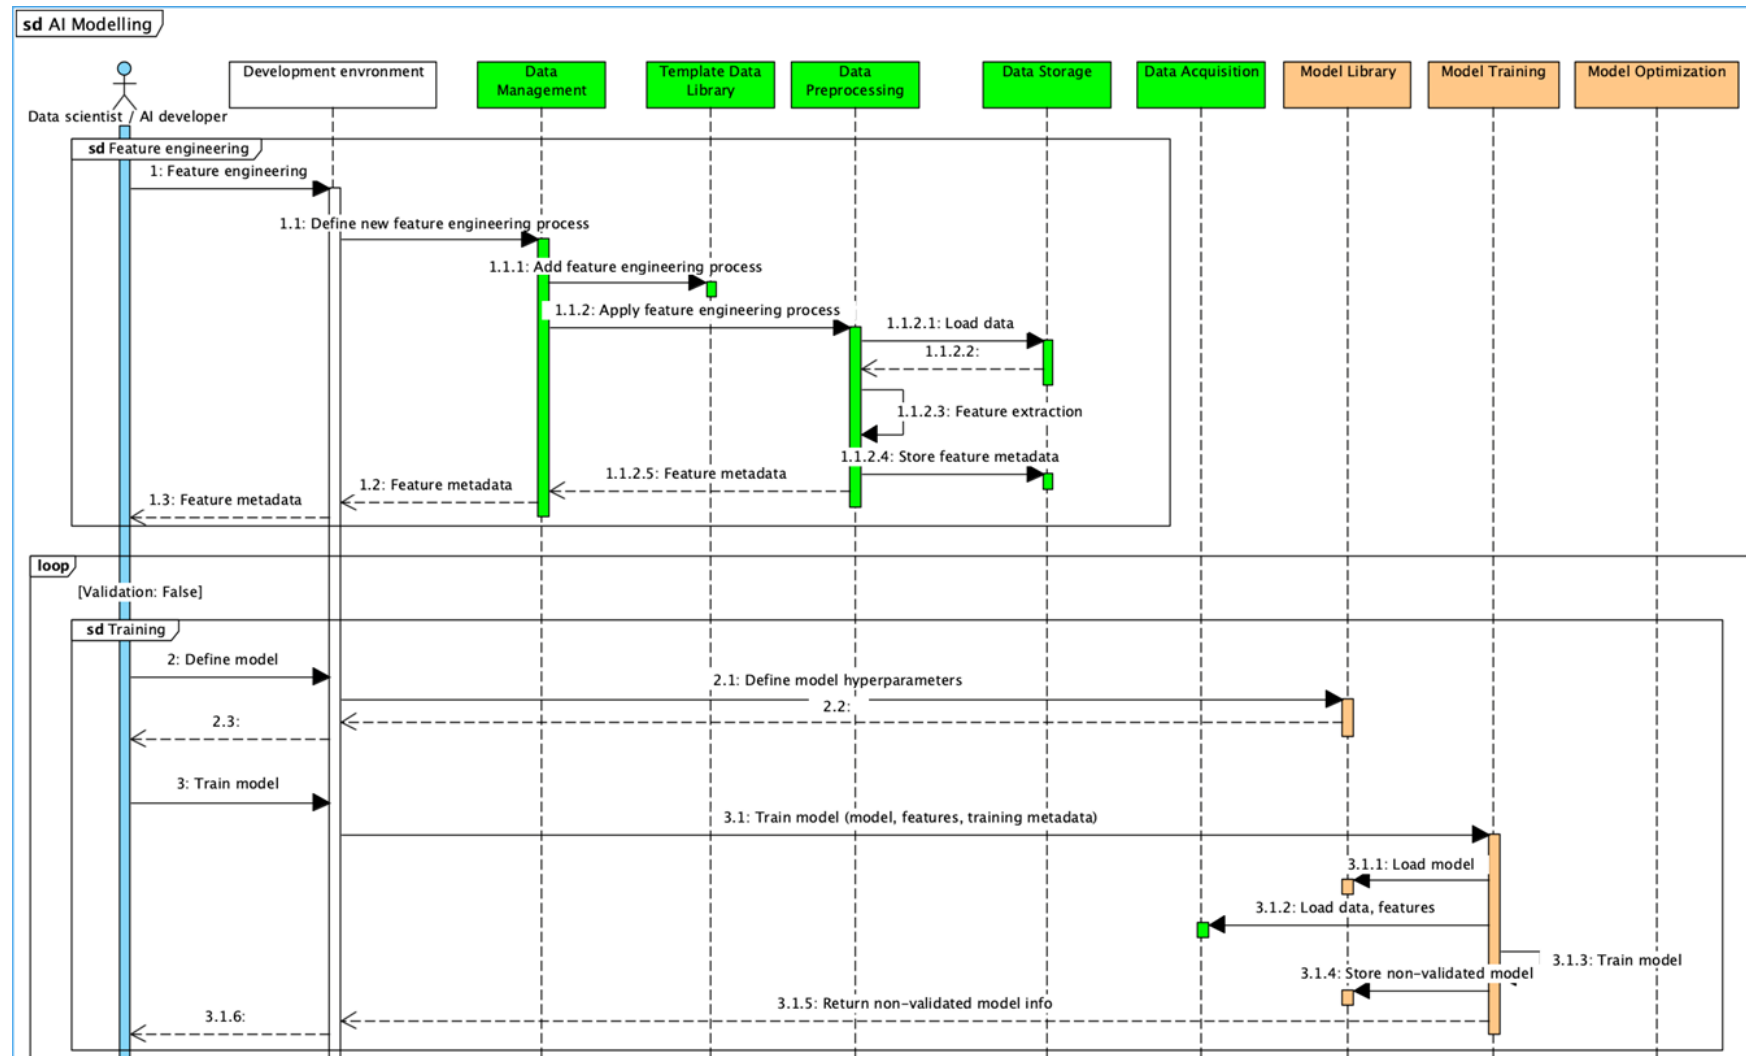 sd AI Modelling
Data scientist / AI developer
Development envronment
Data
Management
Template Data
Library
Data
Preprocessing
Data Storage
Data Acquisition
Model Library
Model Training
Model Optimization
sd Feature engineering
1: Feature engineering
1.1: Define new feature engineering process
1.1.1: Add feature engineering process
1.1.2: Apply feature engineering process
1.1.2.1: Load data
1.1.2.2:
1.1.2.3: Feature extraction
1.1.2.4: Store feature metadata
1.1.2.5: Feature metadata
1.2: Feature metadata
1.3: Feature metadata
loop
[Validation: False]
sd Training
2: Define model
2.1: Define model hyperparameters
2.2:
2.3:
3: Train model
3.1: Train model (model, features, training metadata)
3.1.1: Load model
3.1.2: Load data, features
3.1.3: Train model
3.1.4: Store non-validated model
3.1.5: Return non-validated model info
3.1.6: